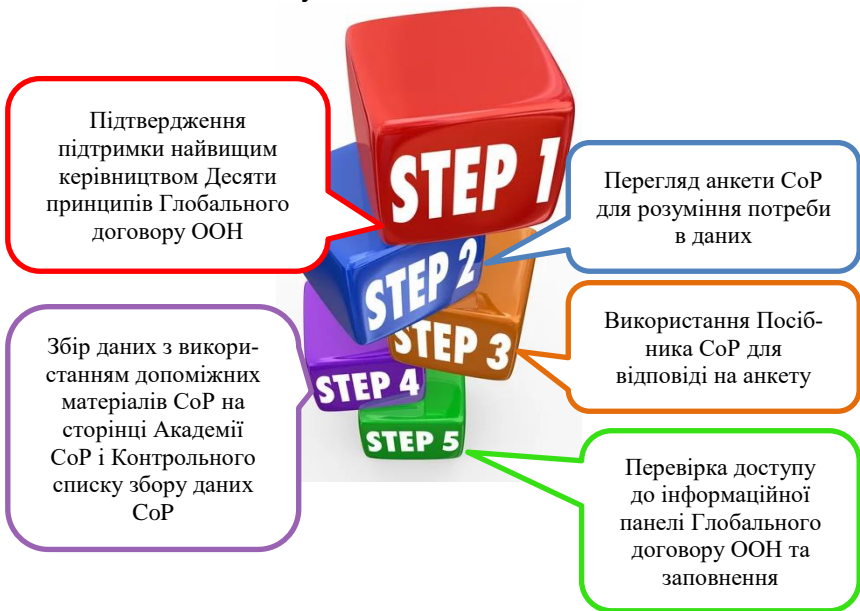 Підтвердження
підтримки найвищим
керівництвом Десяти
принципів Глобального
договору ООН
STEP 1
Перегляд анкети CoP
для розуміння потреби
в даних
STEP 2
STEP 3
Використання Посіб-
ника CoP для
відповіді на анкету
Збір даних з викори-
станням допоміжних
матеріалів CoP на
сторінці Академії
CoP і Контрольного
списку збору даних
CoP
STEP 4
STEP 5
Перевірка доступу
до інформаційної
панелі Глобального
договору ООН та
заповнення